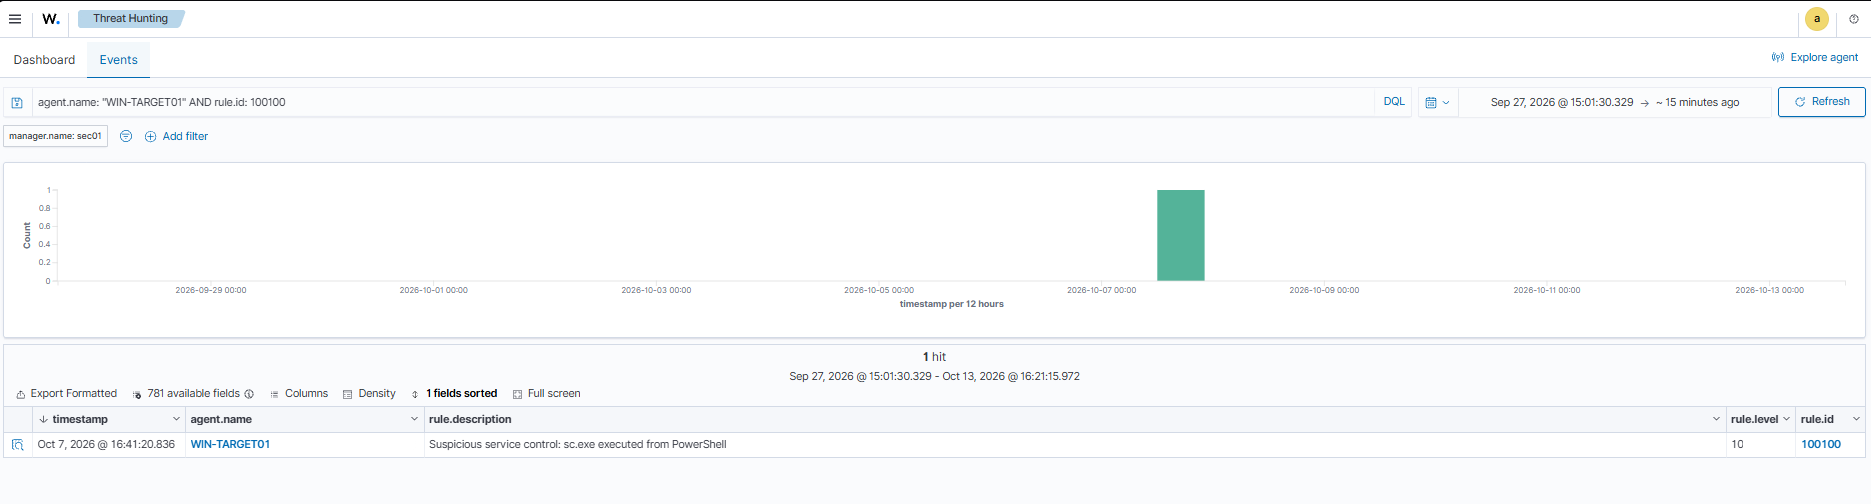 W. Threat Hunting a
Dashboard Events Explore agent
agent.name: "WIN-TARGET01" AND rule.id: 100100 DQL Sep 27, 2026 @ 15:01:30.329 → ~ 15 minutes ago Refresh
manager.name: sec01 Add filter
1
0.8
0.6
0.4
0.2
0
Count
2026-09-29 00:00 2026-10-01 00:00 2026-10-03 00:00 2026-10-05 00:00 2026-10-07 00:00 2026-10-09 00:00 2026-10-11 00:00 2026-10-13 00:00
timestamp per 12 hours
1 hit
Sep 27, 2026 @ 15:01:30.329 - Oct 13, 2026 @ 16:21:15.972
Export Formatted 781 available fields Columns Density 1 fields sorted Full screen
timestamp agent.name rule.description rule.level rule.id
Oct 7, 2026 @ 16:41:20.836 WIN-TARGET01 Suspicious service control: sc.exe executed from PowerShell 10 100100